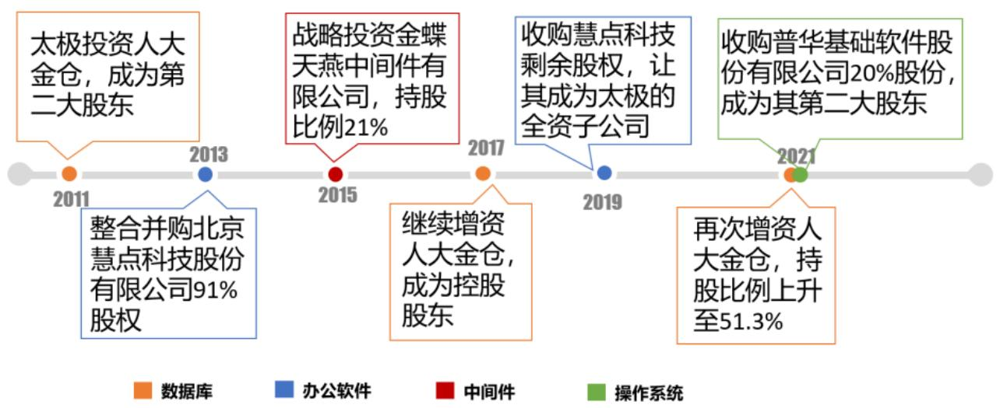 太极投资人大
金仓，成为第
二大股东
战略投资金蝶
天燕中间件有
限公司，持股
比例21%
收购慧点科技
剩余股权，让
其成为太极的
全资子公司
收购普华基础软件股
份有限公司20%股份，
成为其第二大股东
2011
2013
2015
2017
2019
2021
整合并购北京
慧点科技股份
有限公司91%
股权
继续增资
人大金仓，
成为控股
股东
再次增资人
大金仓，持
股比例上升
至51.3%
数据库
办公软件
中间件
操作系统